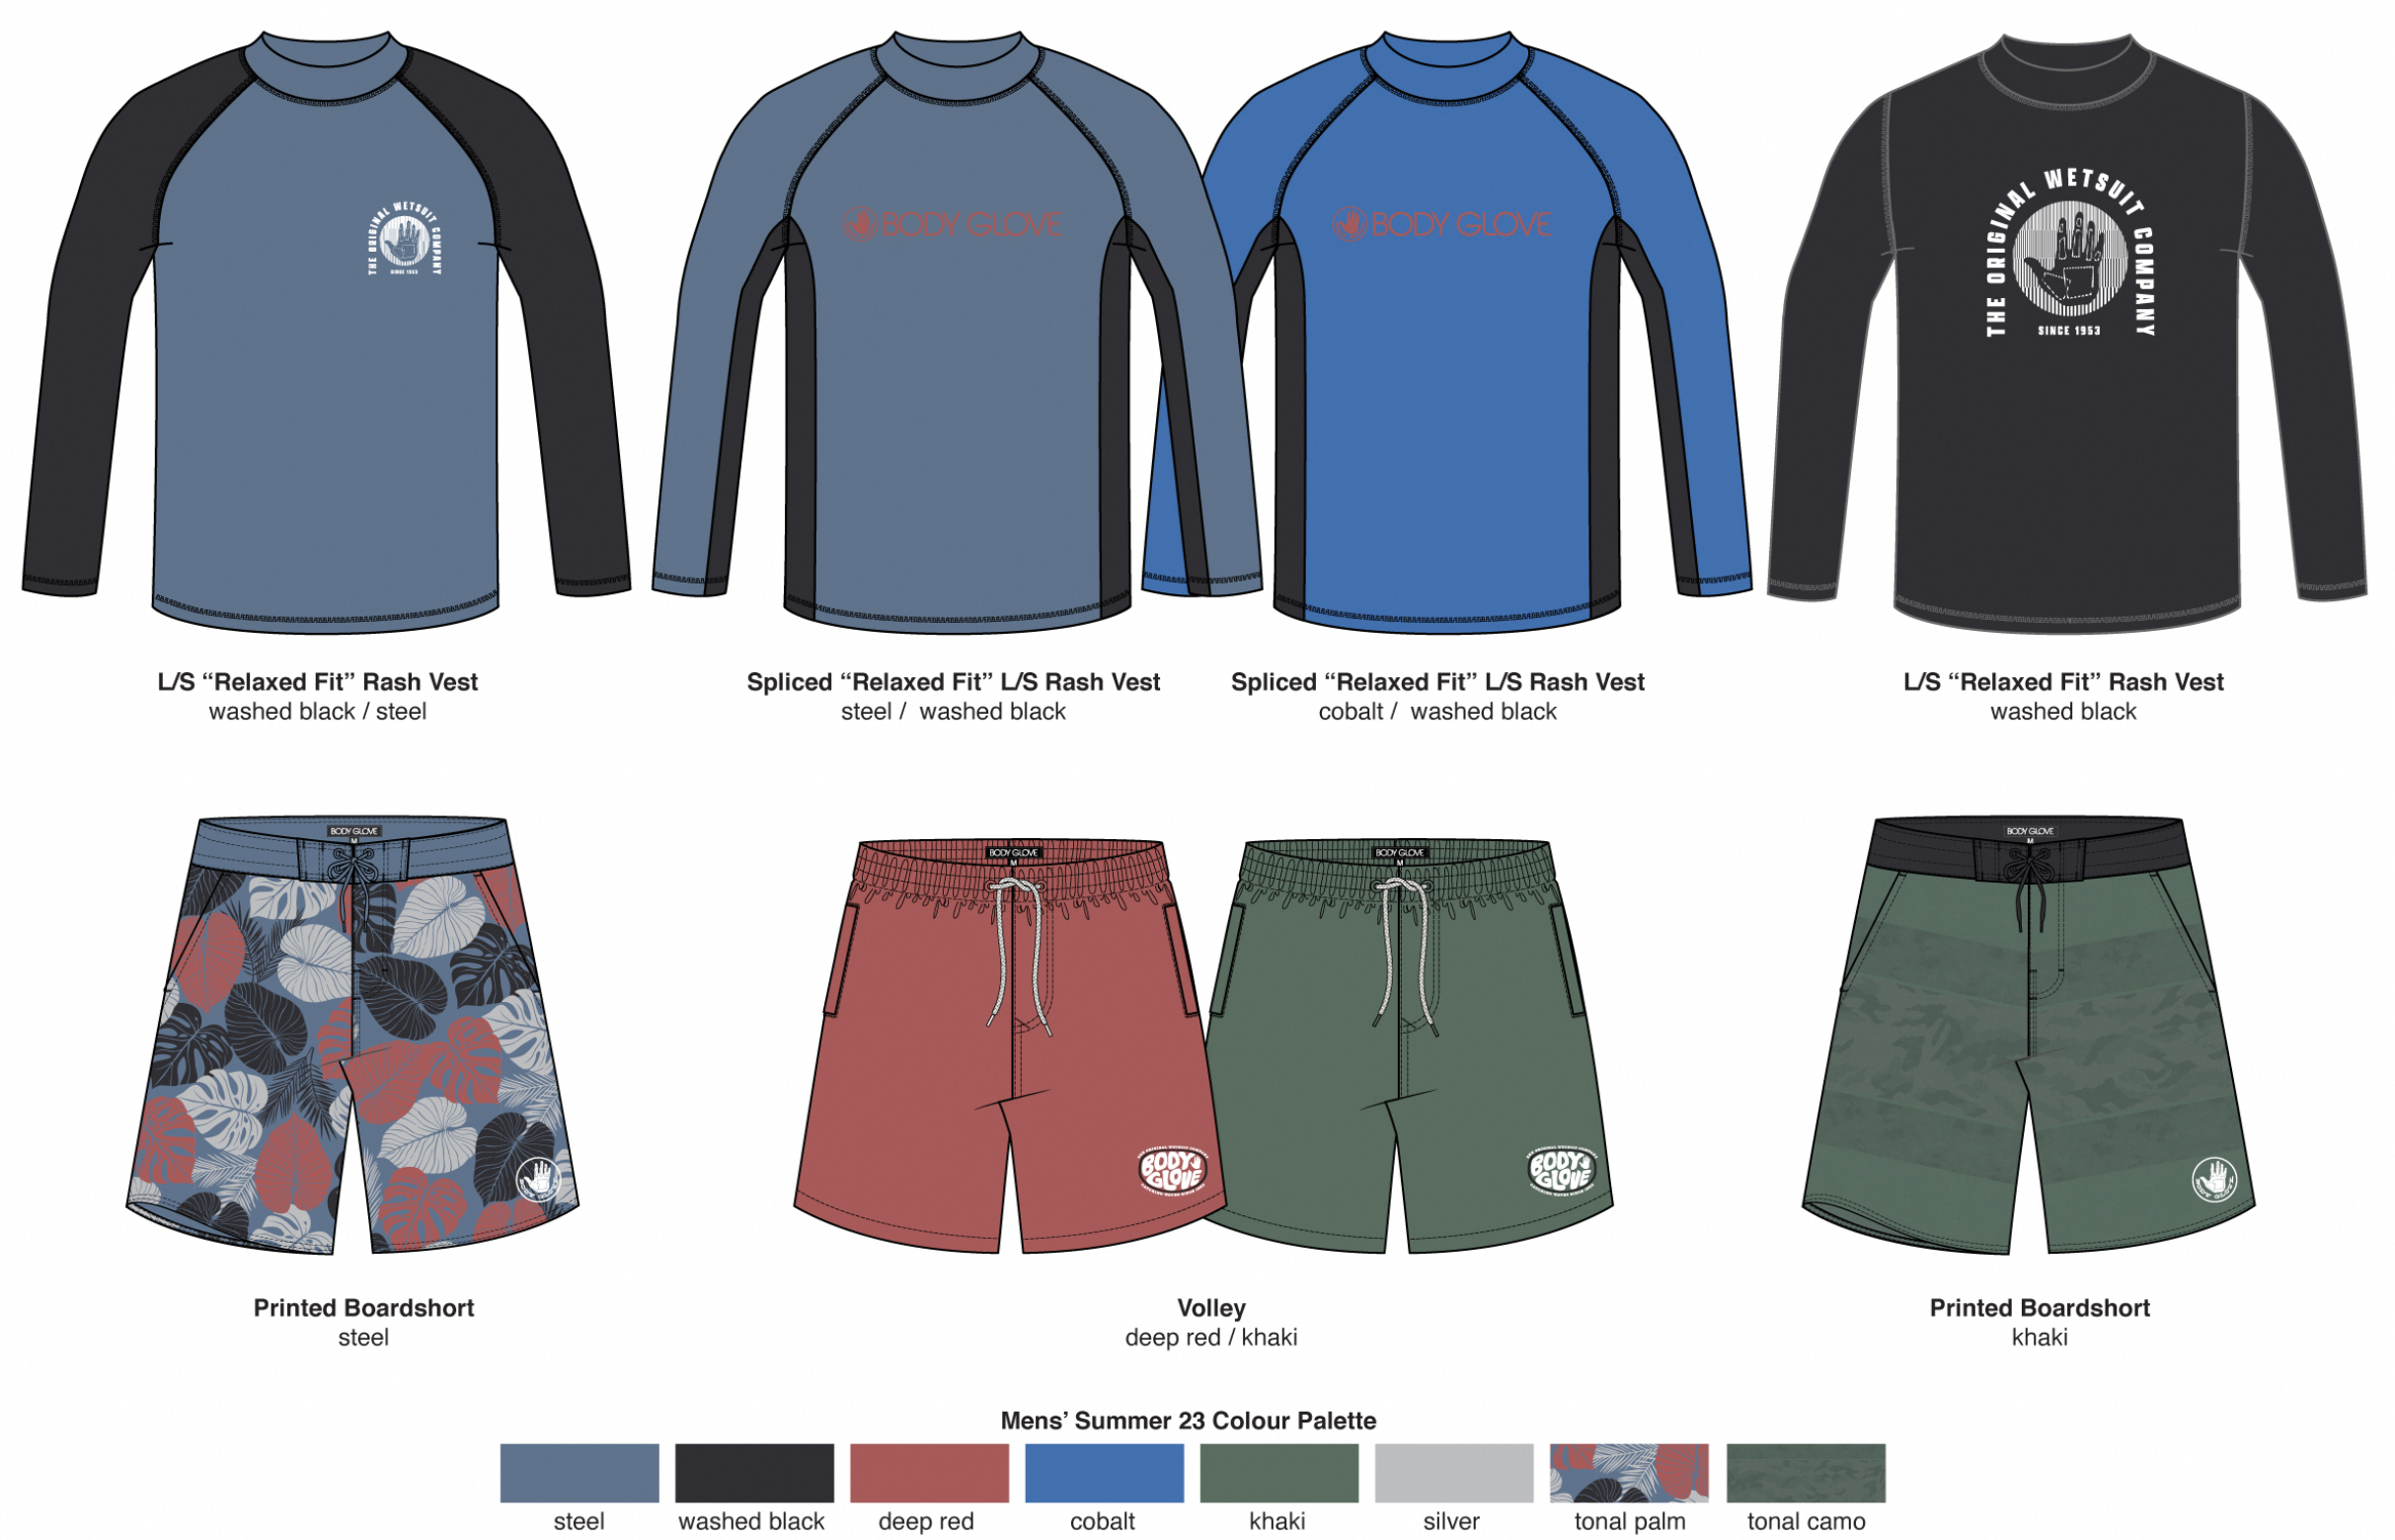 THE ORIGINAL WETSUIT COMPANY
SINCE 1953
BODY GLOVE
BODY GLOVE
THE ORIGINAL WETSUIT COMPANY
SINCE 1953
L/S “Relaxed Fit” Rash Vest
washed black / steel
Spliced “Relaxed Fit” L/S Rash Vest
steel / washed black
Spliced “Relaxed Fit” L/S Rash Vest
cobalt / washed black
L/S “Relaxed Fit” Rash Vest
washed black
BODY GLOVE
M
BODY GLOVE
M
BODY GLOVE
M
BODY GLOVE
M
BODY
GLOVE
BODY
GLOVE
BODY GLOVE
BODY GLOVE
Printed Boardshort
steel
Volley
deep red / khaki
Printed Boardshort
khaki
Mens’ Summer 23 Colour Palette
steel
washed black
deep red
cobalt
khaki
silver
tonal palm
tonal camo